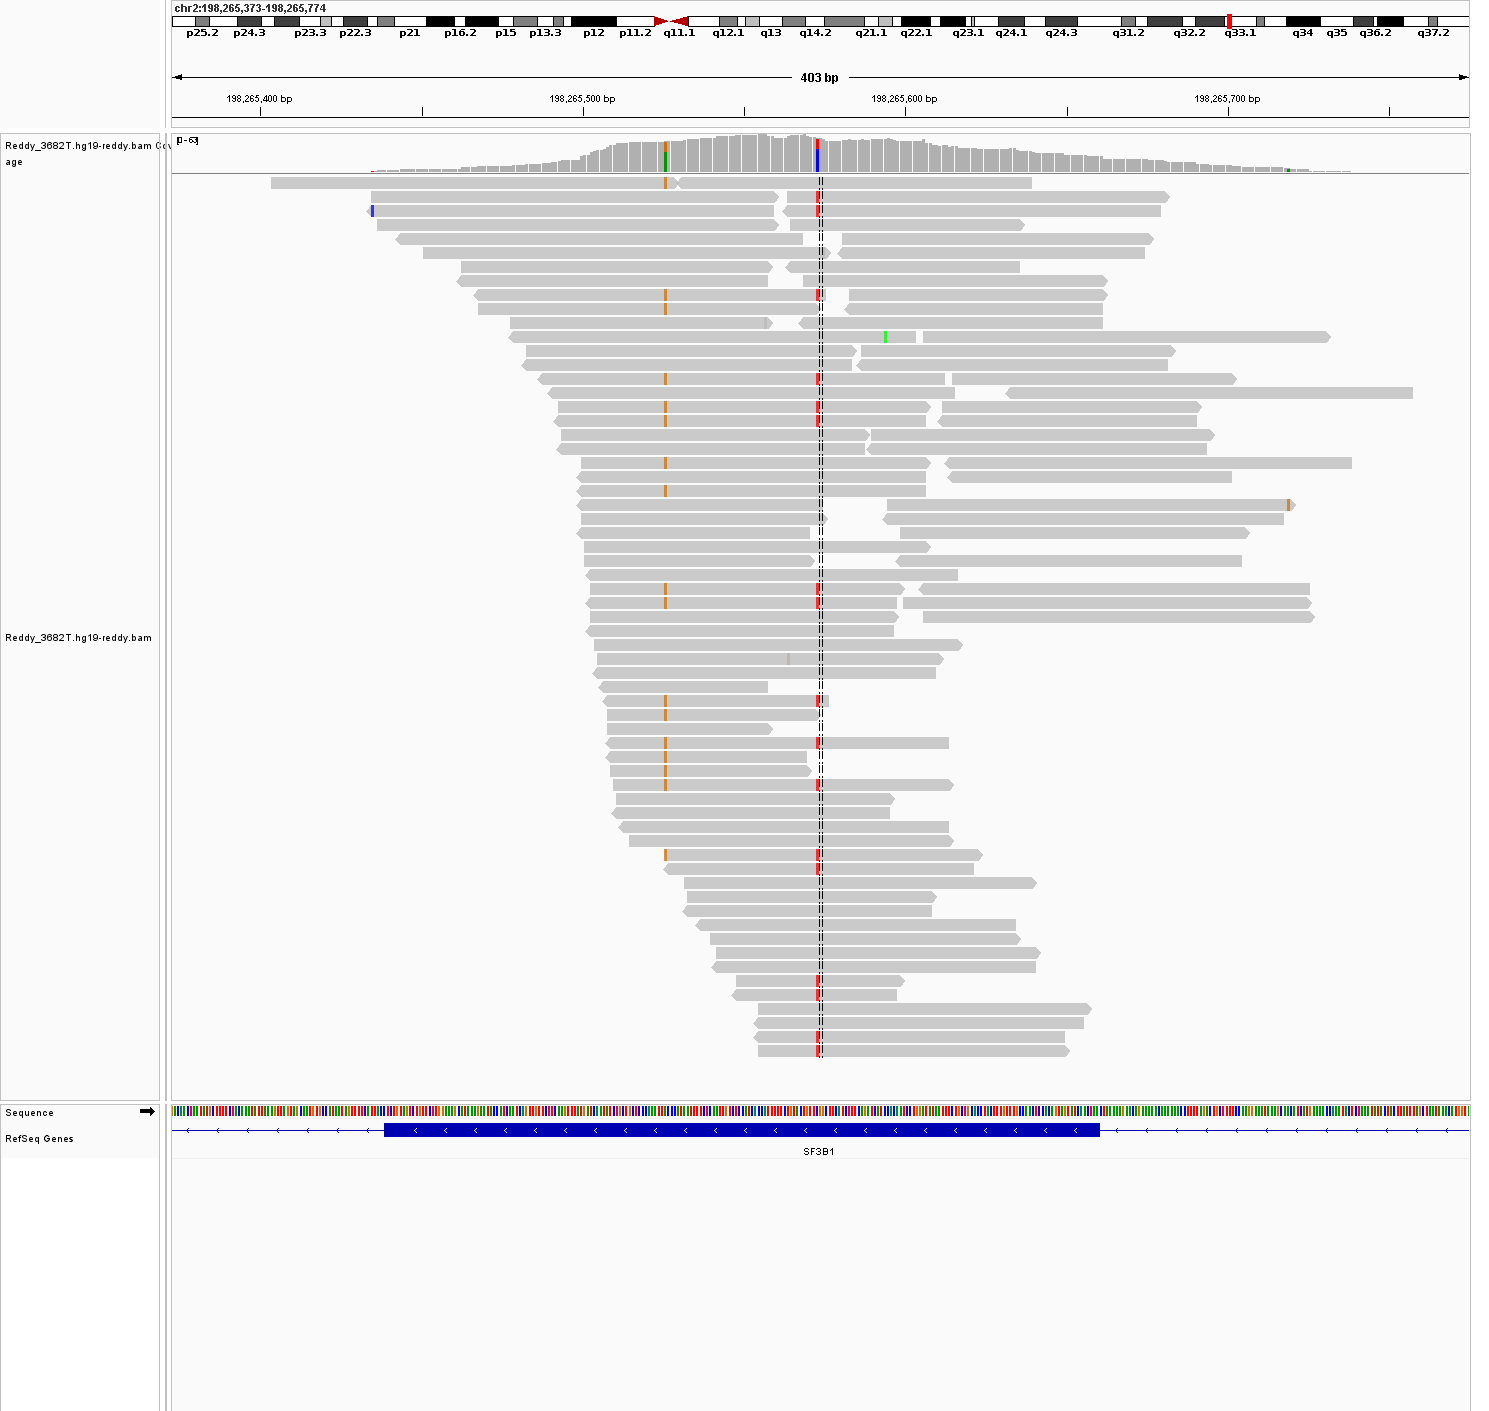 chr2:198,265,373-198,265,774
p25.2 p24.3 p23.3 p22.3 p21 p16.2 p15 p13.3 p12 p11.2 q11.1 q12.1 q13 q14.2 q21.1 q22.1 q23.1 q24.1 q24.3 q31.2 q32.2 q33.1 q34 q35 q36.2 q37.2
403 bp
198,265,400 bp 198,265,500 bp 198,265,600 bp 198,265,700 bp
[0 - 63]
Reddy_3682T.hg19-reddy.bam Cov
age
Reddy_3682T.hg19-reddy.bam
Sequence
RefSeq Genes
SF3B1